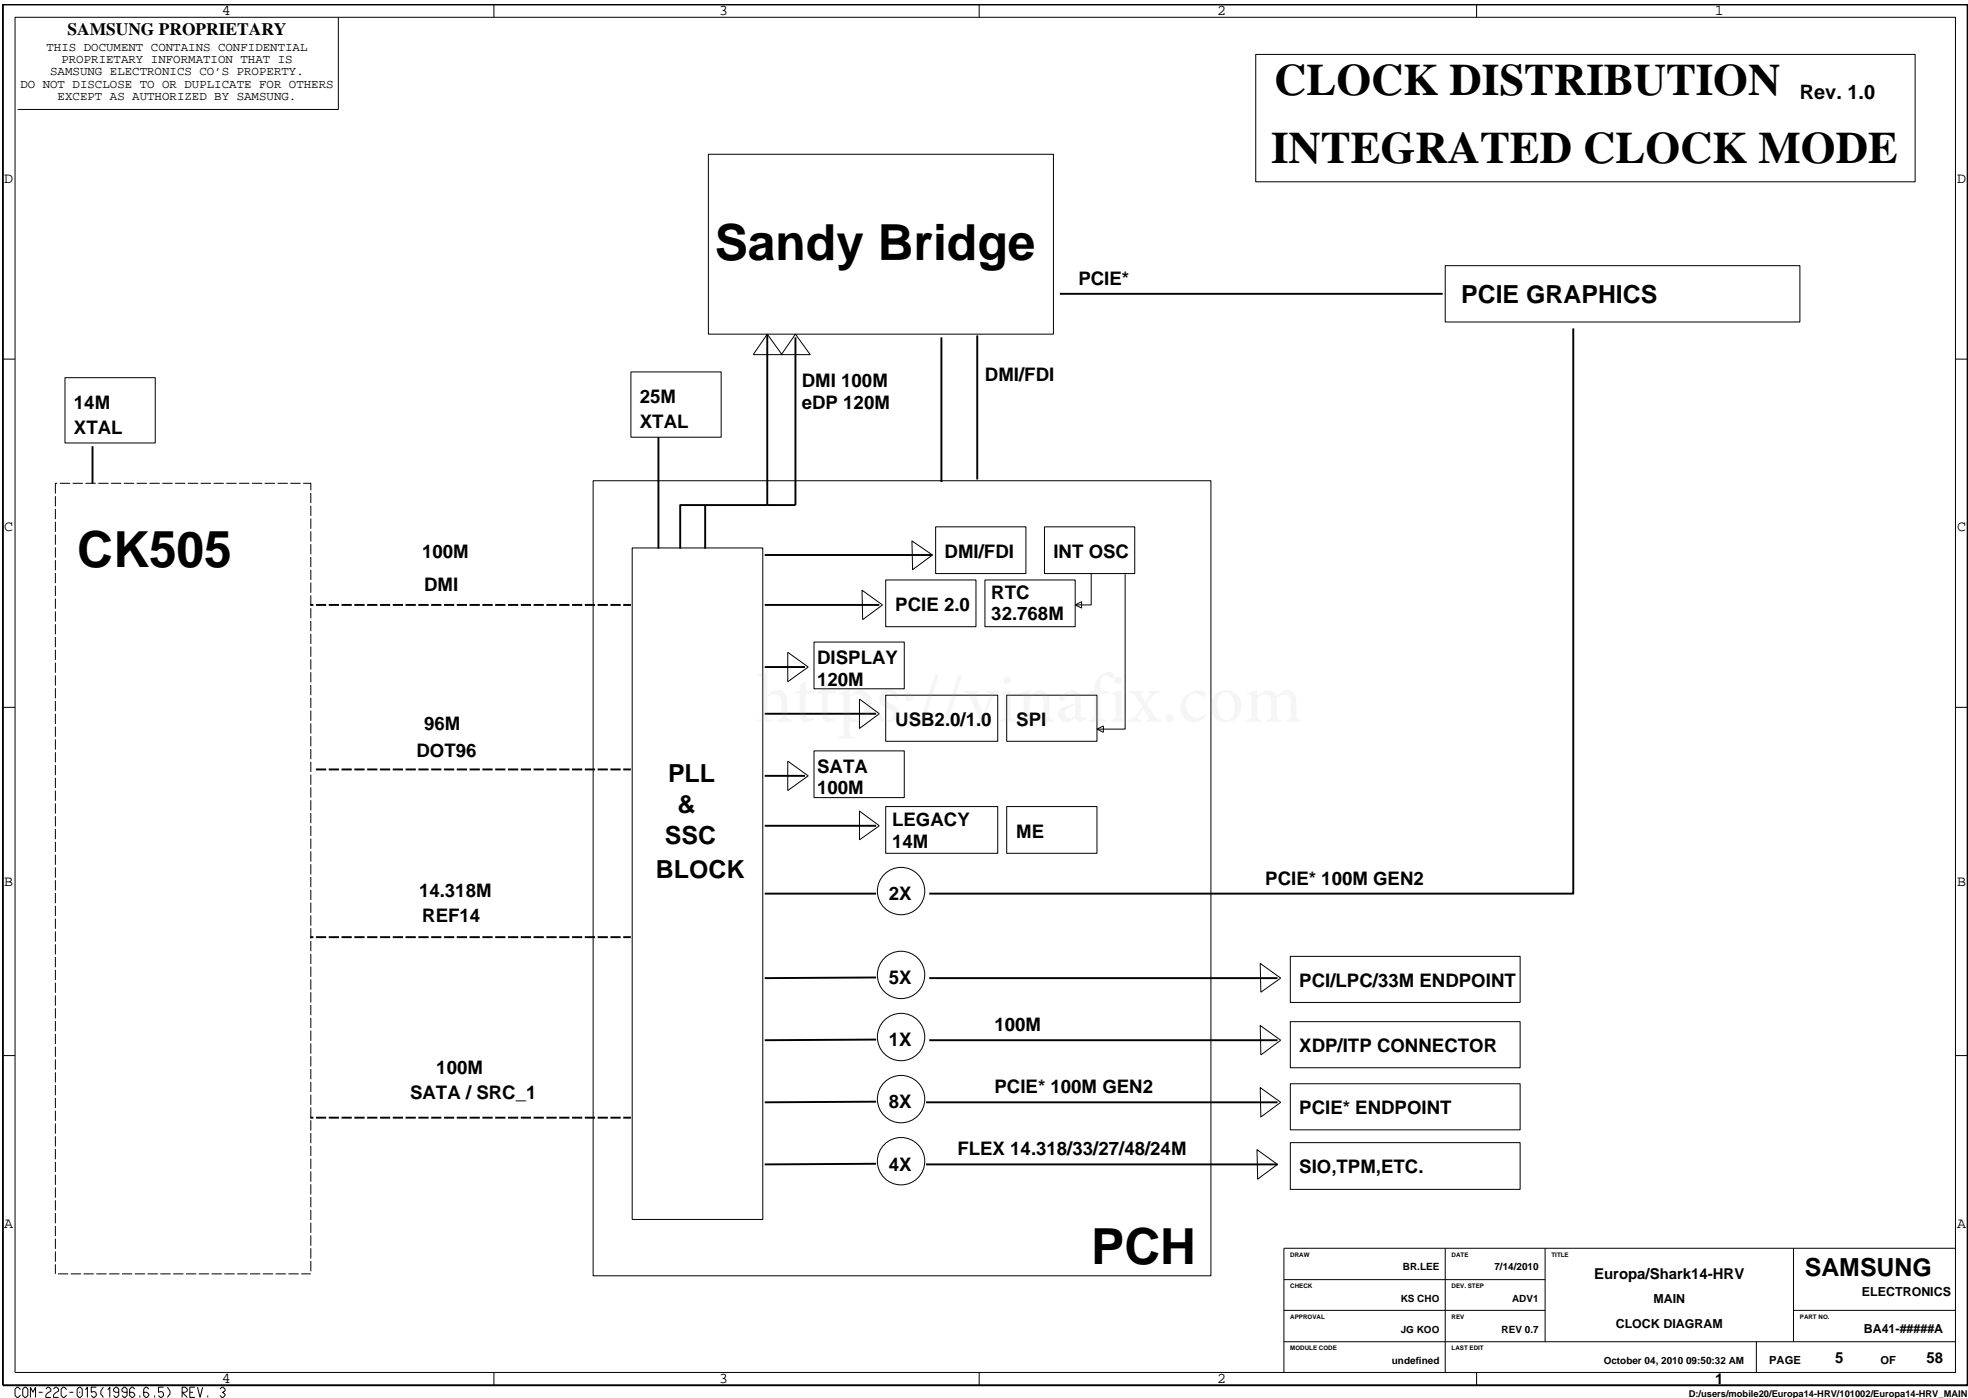 4 3 2 1
SAMSUNG PROPRIETARY
THIS DOCUMENT CONTAINS CONFIDENTIAL
PROPRIETARY INFORMATION THAT IS
SAMSUNG ELECTRONICS CO'S PROPERTY.
DO NOT DISCLOSE TO OR DUPLICATE FOR OTHERS
EXCEPT AS AUTHORIZED BY SAMSUNG.
CLOCK DISTRIBUTION Rev. 1.0
INTEGRATED CLOCK MODE
D D
Sandy Bridge
PCIE*
PCIE GRAPHICS
DMI 100M
eDP 120M
DMI/FDI
14M
XTAL
25M
XTAL
C C
CK505
100M
DMI
96M
DOT96
14.318M
REF14
100M
SATA / SRC_1
PLL
&
SSC
BLOCK
DMI/FDI
INT OSC
PCIE 2.0
RTC
32.768M
DISPLAY
120M
https://vinafix.com
USB2.0/1.0
SPI
SATA
100M
LEGACY
14M
ME
B B
2X
PCIE* 100M GEN2
5X
PCI/LPC/33M ENDPOINT
1X
100M
XDP/ITP CONNECTOR
8X
PCIE* 100M GEN2
PCIE* ENDPOINT
4X
FLEX 14.318/33/27/48/24M
SIO,TPM,ETC.
A A
PCH
DRAW
BR.LEE
DATE
7/14/2010
TITLE
Europa/Shark14-HRV
MAIN
CLOCK DIAGRAM
SAMSUNG
ELECTRONICS
CHECK
KS CHO
DEV. STEP
ADV1
APPROVAL
JG KOO
REV
REV 0.7
PART NO.
BA41-#####A
MODULE CODE
undefined
LAST EDIT
October 04, 2010 09:50:32 AM
PAGE 5 OF 58
4 3 2 1
COM-22C-015(1996.6.5) REV. 3
D:/users/mobile20/Europa14-HRV/101002/Europa14-HRV_MAIN